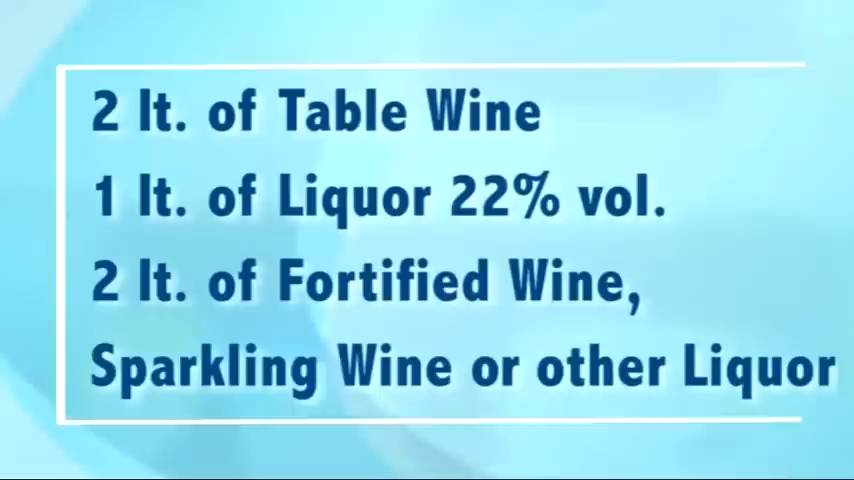 2 lt. of Table Wine
1 lt. of Liquor 22% vol.
2 lt. of Fortified Wine,
Sparkling Wine or other Liquor